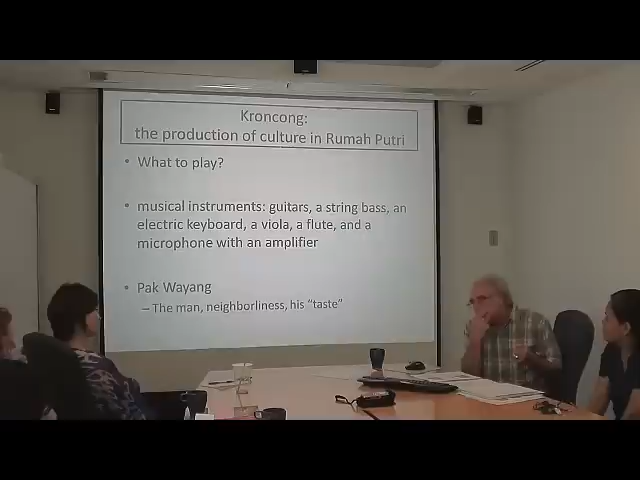 Kroncong:
the production of culture in Rumah Putri
• What to play?
• musical instruments: guitars, a string bass, an
electric keyboard, a viola, a flute, and a
microphone with an amplifier
• Pak Wayang
– The man, neighborliness, his “taste”